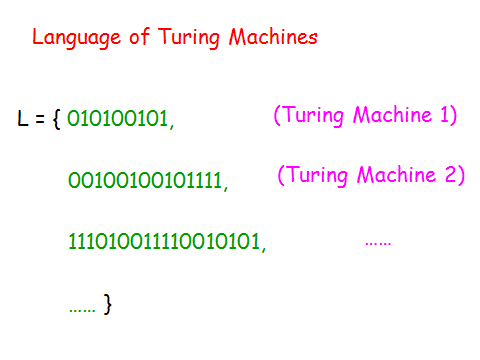 Language of Turing Machines
L = { 010100101, (Turing Machine 1)
00100100101111, (Turing Machine 2)
111010011110010101, ......
...... }